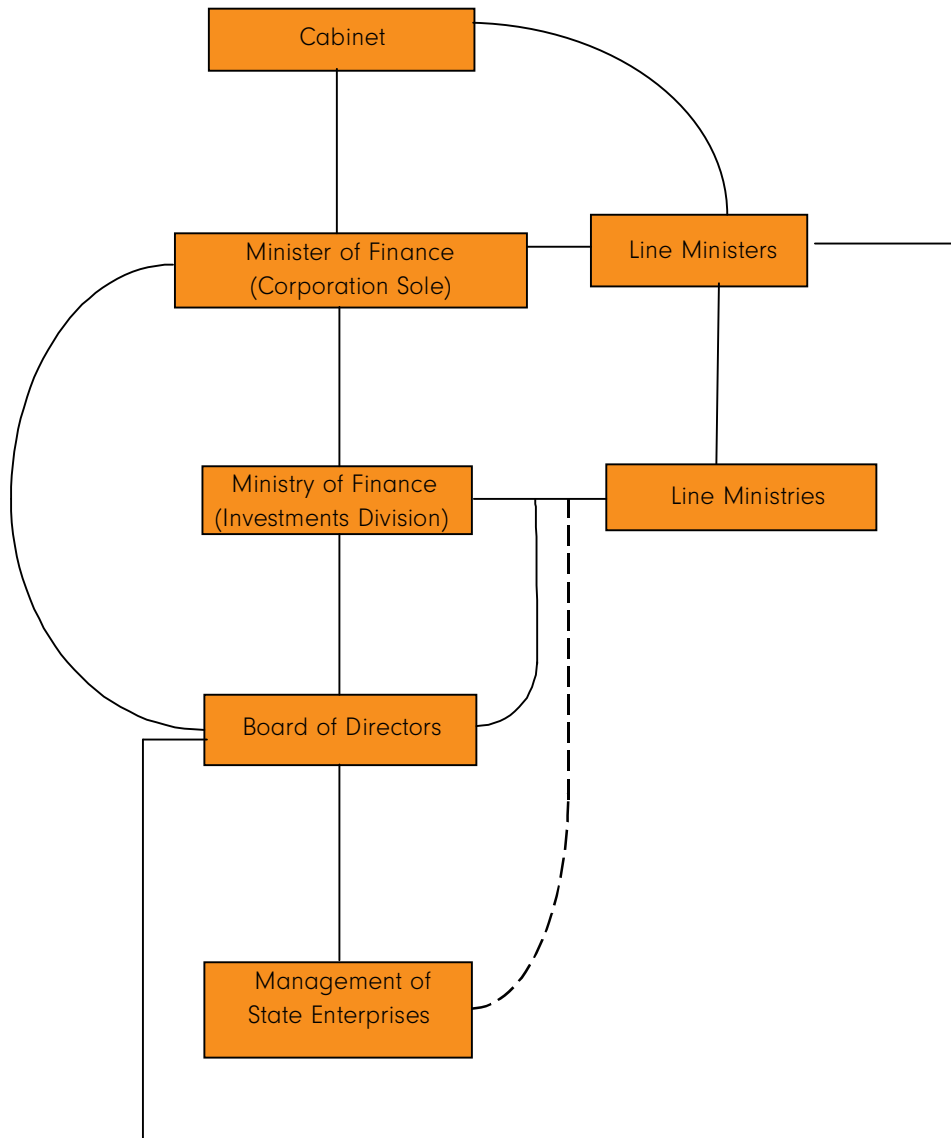 Cabinet
Minister of Finance
(Corporation Sole)
Line Ministers
Ministry of Finance
(Investments Division)
Line Ministries
Board of Directors
Management of
State Enterprises